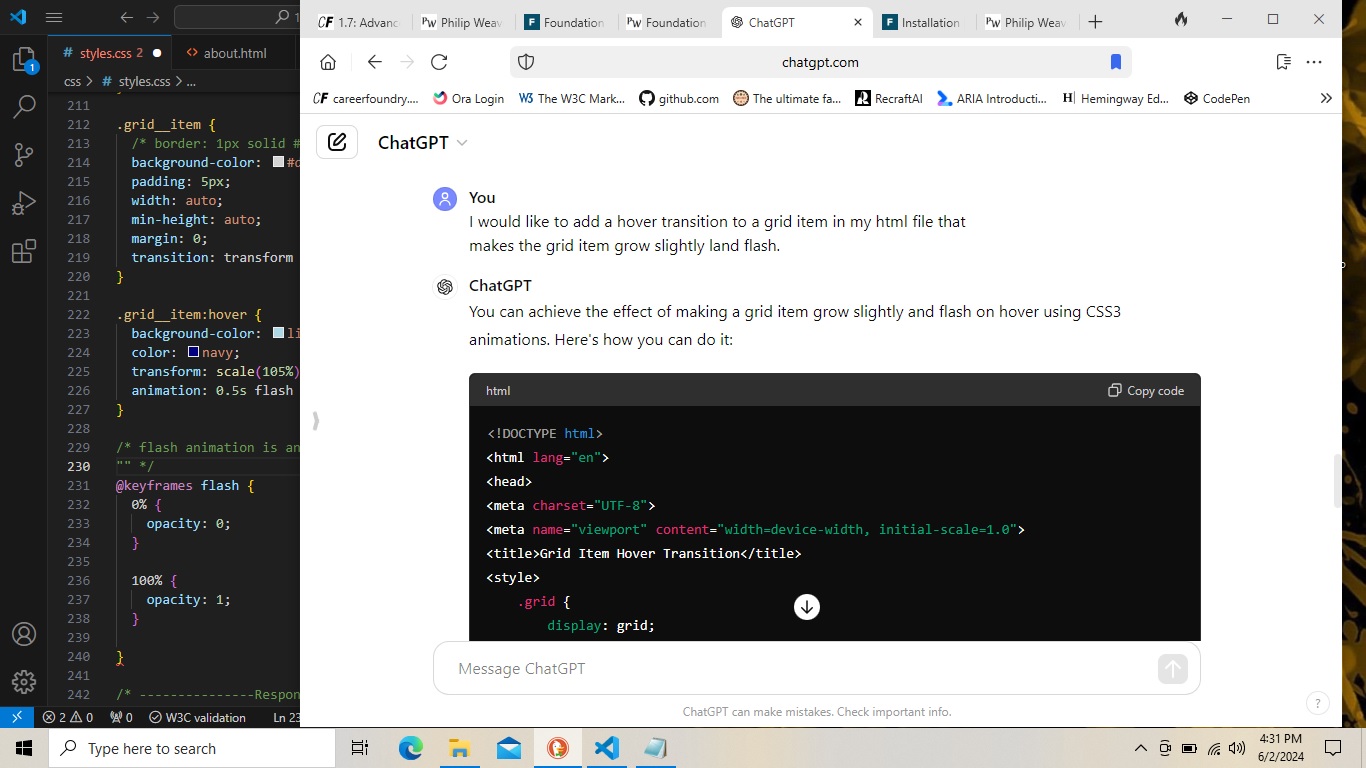 1
CF 1.7: Advanc
Pw Philip Weav
F Foundation
Pw Foundation
ChatGPT
F Installation
Pw Philip Weav
# styles.css 2
<> about.html
chatgpt.com
css > # styles.css > ...
CF careerfoundry....
Ora Login
W3 The W3C Mark...
github.com
The ultimate fa...
RecraftAI
ARIA Introducti...
H| Hemingway Ed...
CodePen
211
212 .grid__item {
213 /* border: 1px solid #
214 background-color: #d
215 padding: 5px;
216 width: auto;
217 min-height: auto;
218 margin: 0;
219 transition: transform
220 }
221
222 .grid__item:hover {
223 background-color: li
224 color: navy;
225 transform: scale(105%)
226 animation: 0.5s flash
227 }
228
229 /* flash animation is an
230 "" */
231 @keyframes flash {
232 0% {
233 opacity: 0;
234 }
235
236 100% {
237 opacity: 1;
238 }
239
240 }
241
242 /* ---------------Respon
2 0 0 W3C validation Ln 23
ChatGPT
You
I would like to add a hover transition to a grid item in my html file that
makes the grid item grow slightly land flash.
ChatGPT
You can achieve the effect of making a grid item grow slightly and flash on hover using CSS3
animations. Here's how you can do it:
html
Copy code
<!DOCTYPE html>
<html lang="en">
<head>
<meta charset="UTF-8">
<meta name="viewport" content="width=device-width, initial-scale=1.0">
<title>Grid Item Hover Transition</title>
<style>
.grid {
display: grid;
Message ChatGPT
ChatGPT can make mistakes. Check important info.
?
Type here to search
4:31 PM
6/2/2024